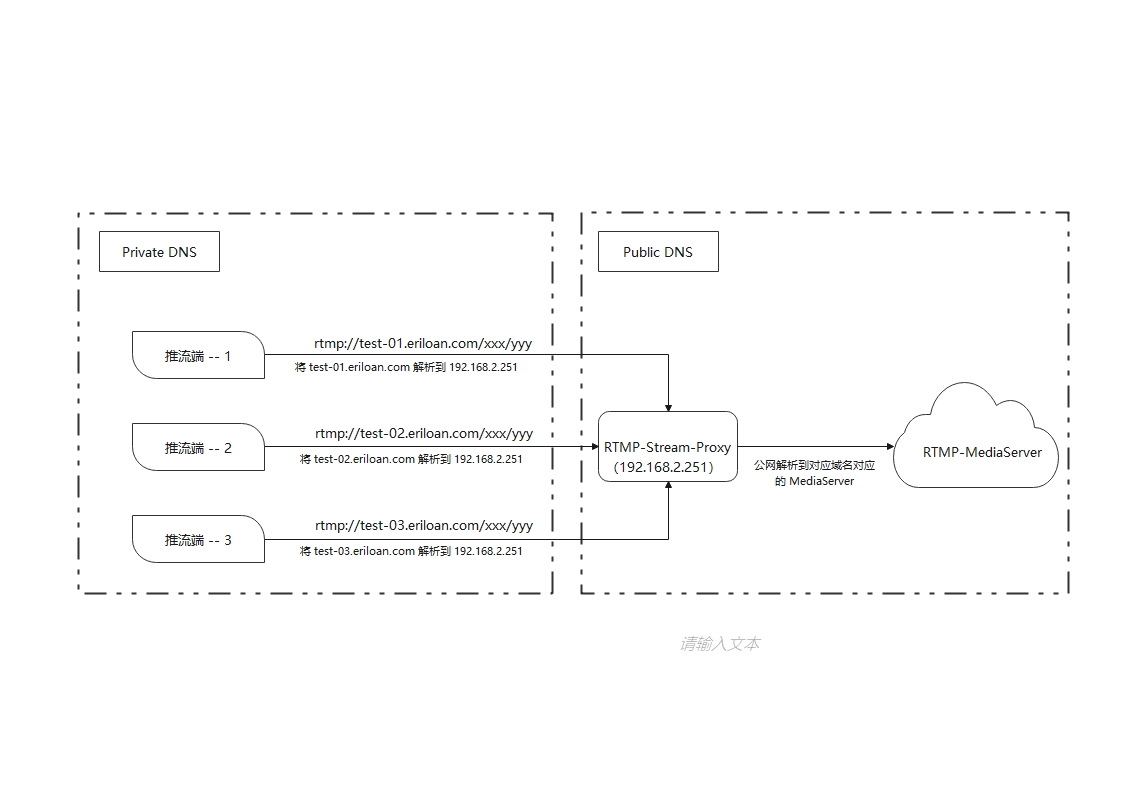 Private DNS
Public DNS
推流端 -- 1
rtmp://test-01.eriloan.com/xxx/yyy
将 test-01.eriloan.com 解析到 192.168.2.251
推流端 -- 2
rtmp://test-02.eriloan.com/xxx/yyy
将 test-02.eriloan.com 解析到 192.168.2.251
推流端 -- 3
rtmp://test-03.eriloan.com/xxx/yyy
将 test-03.eriloan.com 解析到 192.168.2.251
RTMP-Stream-Proxy
（192.168.2.251）
公网解析到对应域名对应
的 MediaServer
RTMP-MediaServer
请输入文本